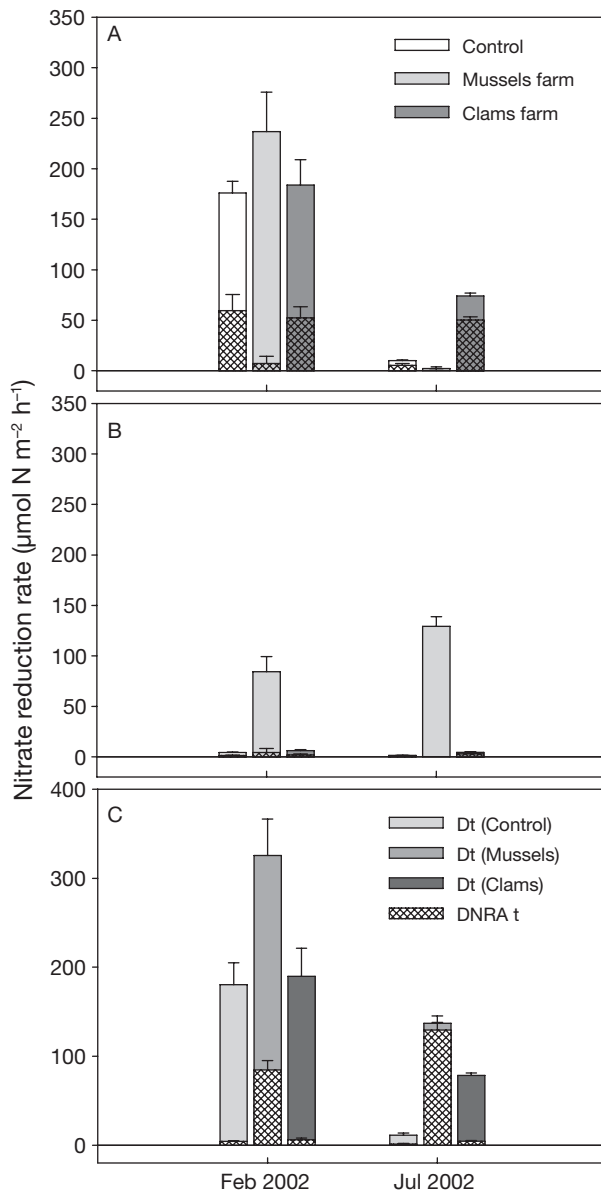 Nitrate reduction rate (µmol N m⁻² h⁻¹)
A
350
300
250
200
150
100
50
0
Control
Mussels farm
Clams farm
B
350
300
250
200
150
100
50
0
C
400
300
200
100
0
Dt (Control)
Dt (Mussels)
Dt (Clams)
DNRA t
Feb 2002 Jul 2002